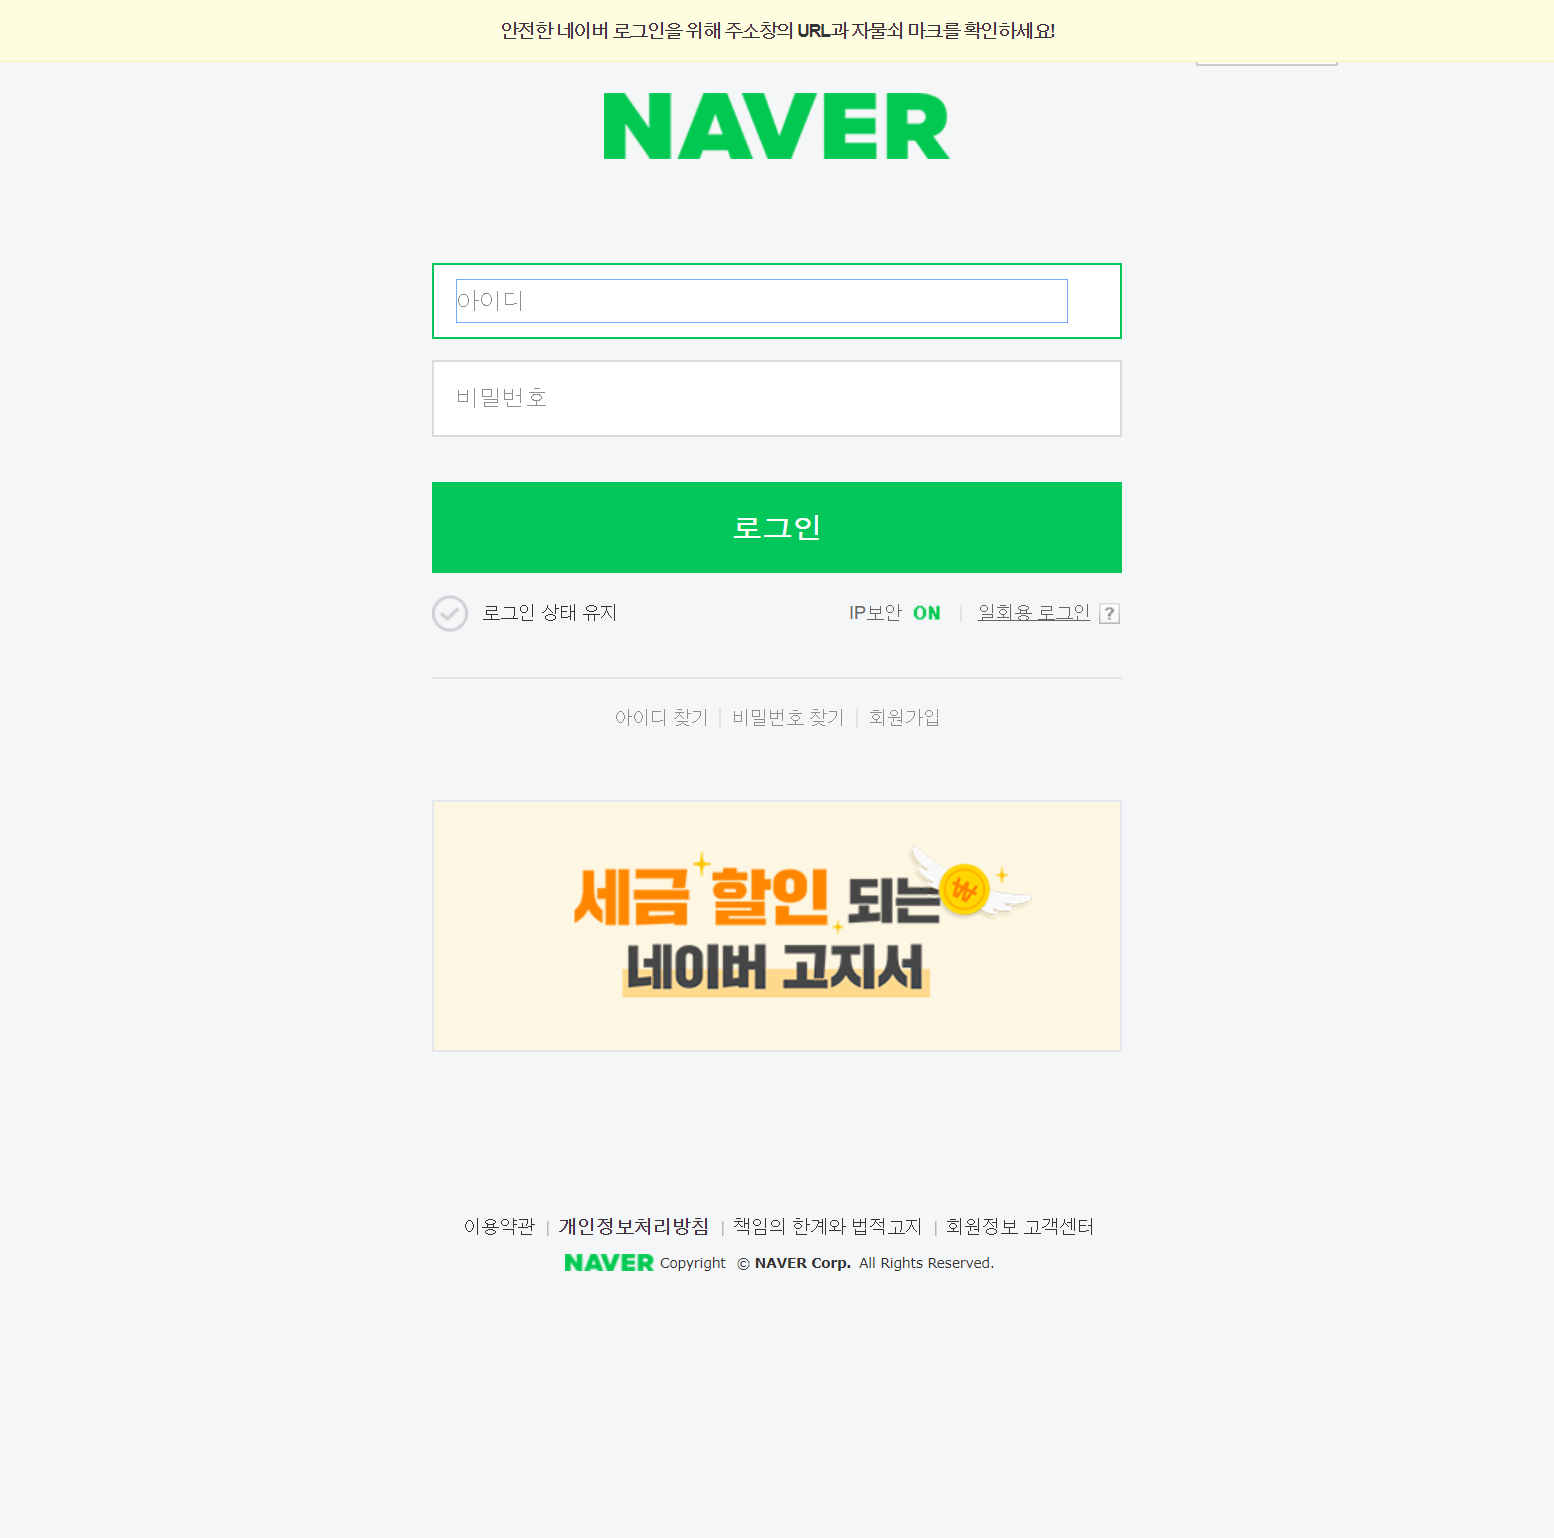 안전한 네이버 로그인을 위해 주소창의 URL과 자물쇠 마크를 확인하세요!
NAVER
아이디
비밀번호
로그인
로그인 상태 유지 IP보안 ON | 일회용 로그인 ?
아이디 찾기 | 비밀번호 찾기 | 회원가입
세금 할인 되는
네이버 고지서
이용약관 | 개인정보처리방침 | 책임의 한계와 법적고지 | 회원정보 고객센터
NAVER Copyright © NAVER Corp. All Rights Reserved.